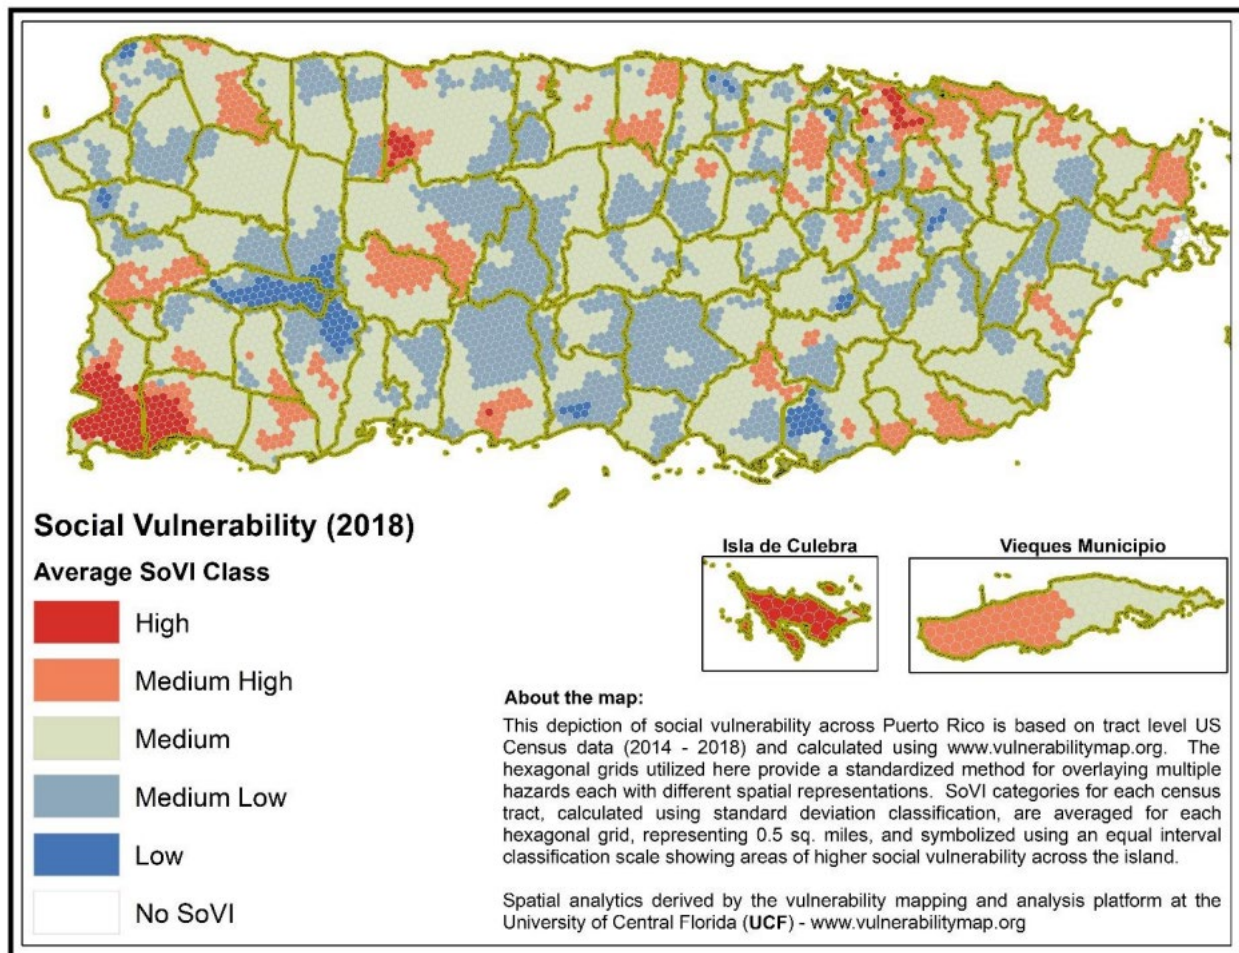 Social Vulnerability (2018)
Average SoVI Class
High
Medium High
Medium
Medium Low
Low
No SoVI
Isla de Culebra
Vieques Municipio
About the map:
This depiction of social vulnerability across Puerto Rico is based on tract level US
Census data (2014 - 2018) and calculated using www.vulnerabilitymap.org. The
hexagonal grids utilized here provide a standardized method for overlaying multiple
hazards each with different spatial representations. SoVI categories for each census
tract, calculated using standard deviation classification, are averaged for each
hexagonal grid, representing 0.5 sq. miles, and symbolized using an equal interval
classification scale showing areas of higher social vulnerability across the island.
Spatial analytics derived by the vulnerability mapping and analysis platform at the
University of Central Florida (UCF) - www.vulnerabilitymap.org